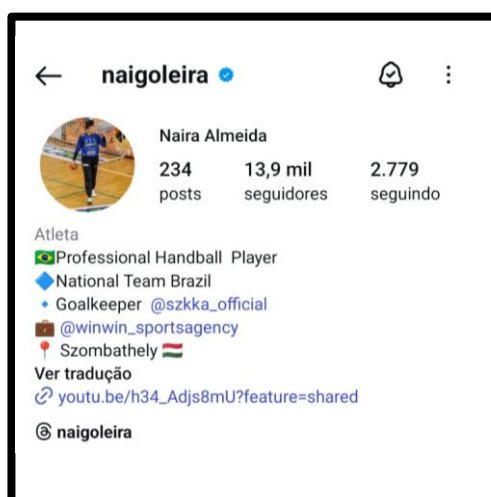 naigoleira
Naira Almeida
234 13,9 mil 2.779
posts seguidores seguindo
Atleta
🇧🇷Professional Handball Player
🔷National Team Brazil
🔹Goalkeeper @szkka_official
💼 @winwin_sportsagency
📍 Szombathely 🇭🇺
Ver tradução
youtu.be/h34_Adjs8mU?feature=shared
naigoleira